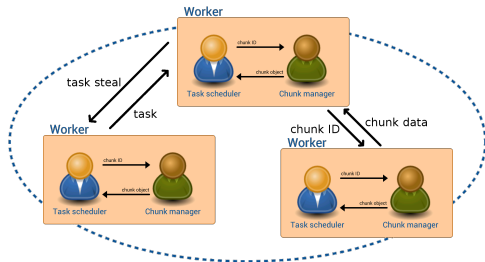 Worker
chunk ID
chunk object
Task scheduler
Chunk manager
task steal
task
chunk ID
chunk data
Worker
chunk ID
chunk object
Task scheduler
Chunk manager
Worker
chunk ID
chunk object
Task scheduler
Chunk manager